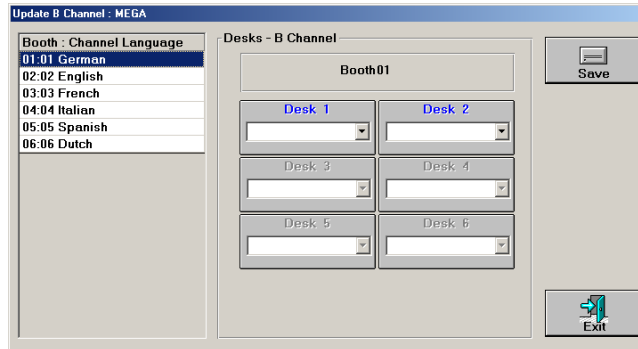 Update B Channel : MEGA
Booth : Channel Language
01:01 German
02:02 English
03:03 French
04:04 Italian
05:05 Spanish
06:06 Dutch
Desks - B Channel
Booth01
Desk 1
Desk 2
Desk 3
Desk 4
Desk 5
Desk 6
Save
Exit